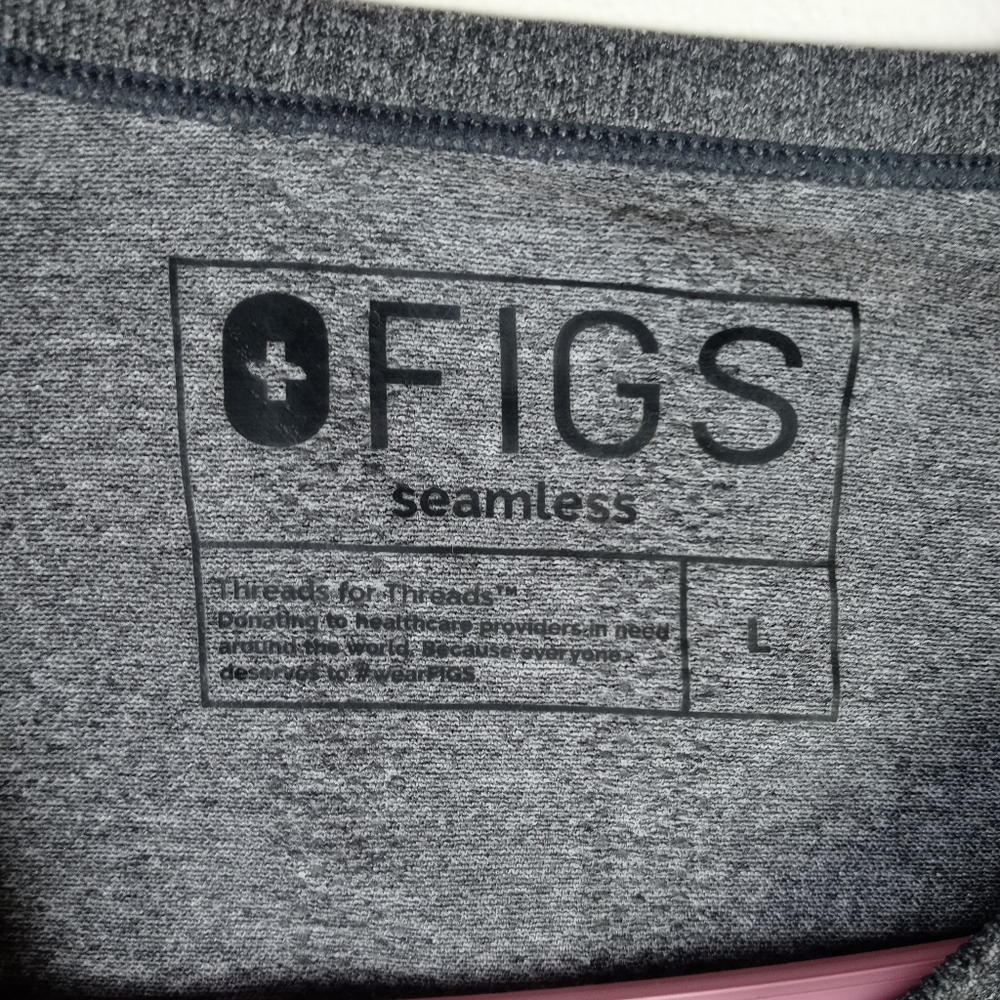 FIGS
seamless
Threads for Threads™
Donating to healthcare providers in need
around the world. Because everyone
deserves to #wearFIGS
L